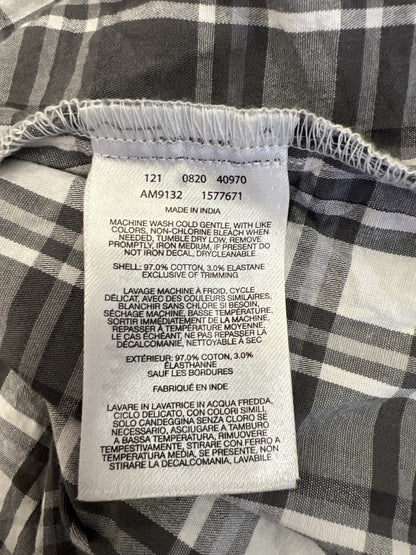 121 0820 40970
AM9132 1577671
MADE IN INDIA
MACHINE WASH COLD GENTLE, WITH LIKE
COLORS, NON-CHLORINE BLEACH WHEN
NEEDED, TUMBLE DRY LOW, REMOVE
PROMPTLY, IRON MEDIUM, IF PRESENT DO
NOT IRON DECAL, DRYCLEANABLE
SHELL: 97.0% COTTON, 3.0% ELASTANE
EXCLUSIVE OF TRIMMING
LAVAGE MACHINE À FROID, CYCLE
DÉLICAT, AVEC DES COULEURS SIMILAIRES,
BLANCHIR SANS CHLORE SI BESOIN,
SÉCHAGE MACHINE, BASSE TEMPÉRATURE,
SORTIR IMMÉDIATEMENT DE LA MACHINE,
REPASSER À TEMPÉRATURE MOYENNE,
LE CAS ÉCHÉANT, NE PAS REPASSER LA
DÉCALCOMANIE, NETTOYABLE À SEC
EXTÉRIEUR: 97.0% COTON, 3.0%
ÉLASTHANNE
SAUF LES BORDURES
FABRIQUÉ EN INDE
LAVARE IN LAVATRICE IN ACQUA FREDDA,
CICLO DELICATO, CON COLORI SIMILI,
SOLO CANDEGGINA SENZA CLORO SE
NECESSARIO, ASCIUGARE A TAMBURO
A BASSA TEMPERATURA, RIMUOVERE
TEMPESTIVAMENTE, STIRARE CON FERRO A
TEMPERATURA MEDIA, SE PRESENTE, NON
STIRARE LA DECALCOMANIA, LAVABILE